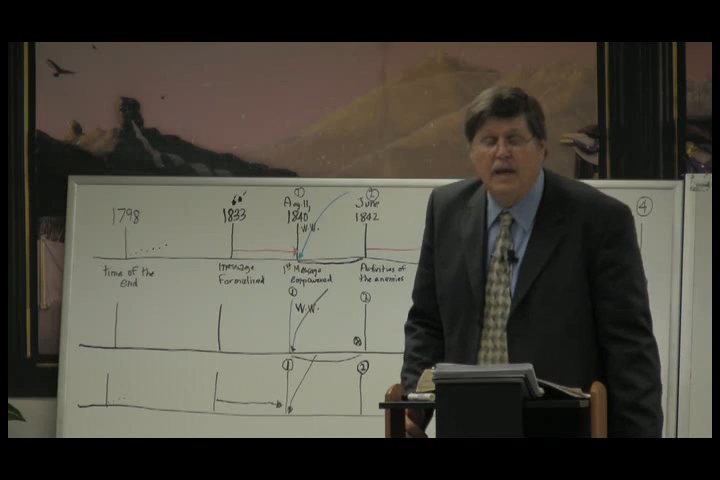 ① ② ④
1798 1833 Aug 11, 1840 June 1842
W.W.
time of the end
message Formalized
1st Message empowered
Activities of the enemies
① ②
W.W.
① ②